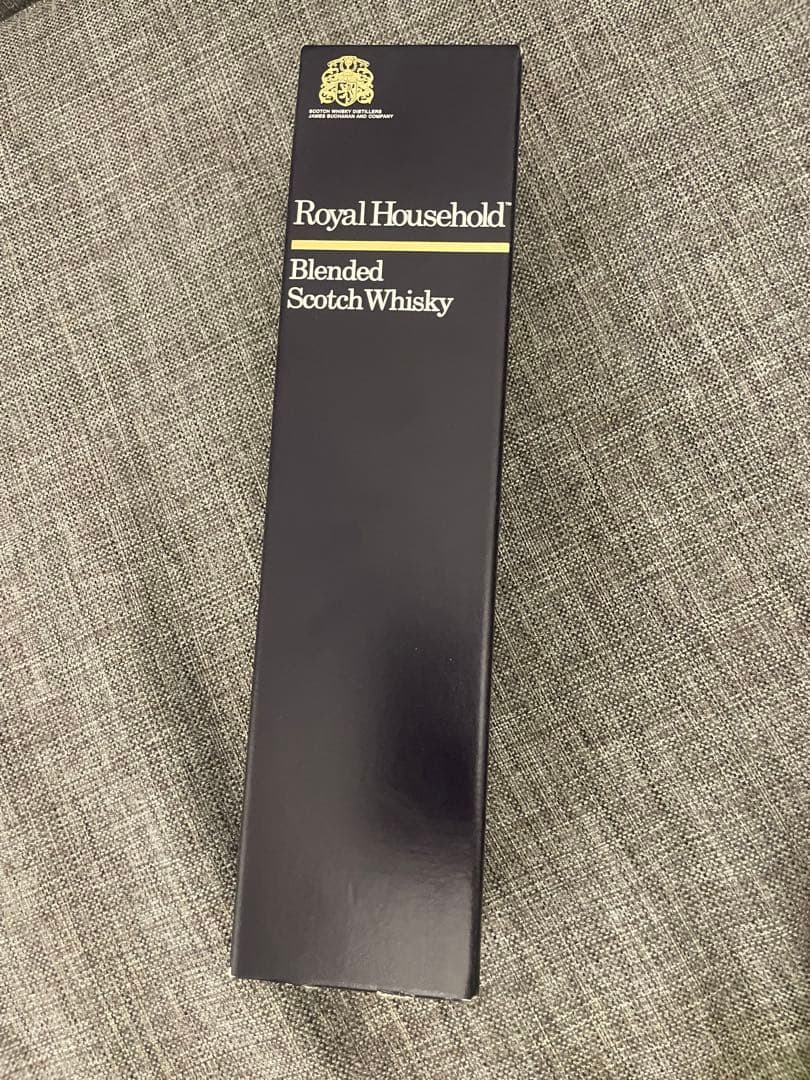 SCOTCH WHISKY DISTILLERS
JAMES BUCHANAN AND COMPANY
Royal Household™
Blended
Scotch Whisky